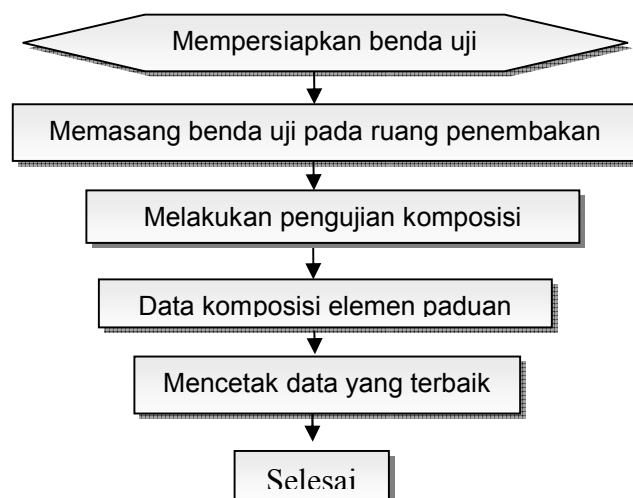 Mempersiapkan benda uji
Memasang benda uji pada ruang penembakan
Melakukan pengujian komposisi
Data komposisi elemen paduan
Mencetak data yang terbaik
Selesai